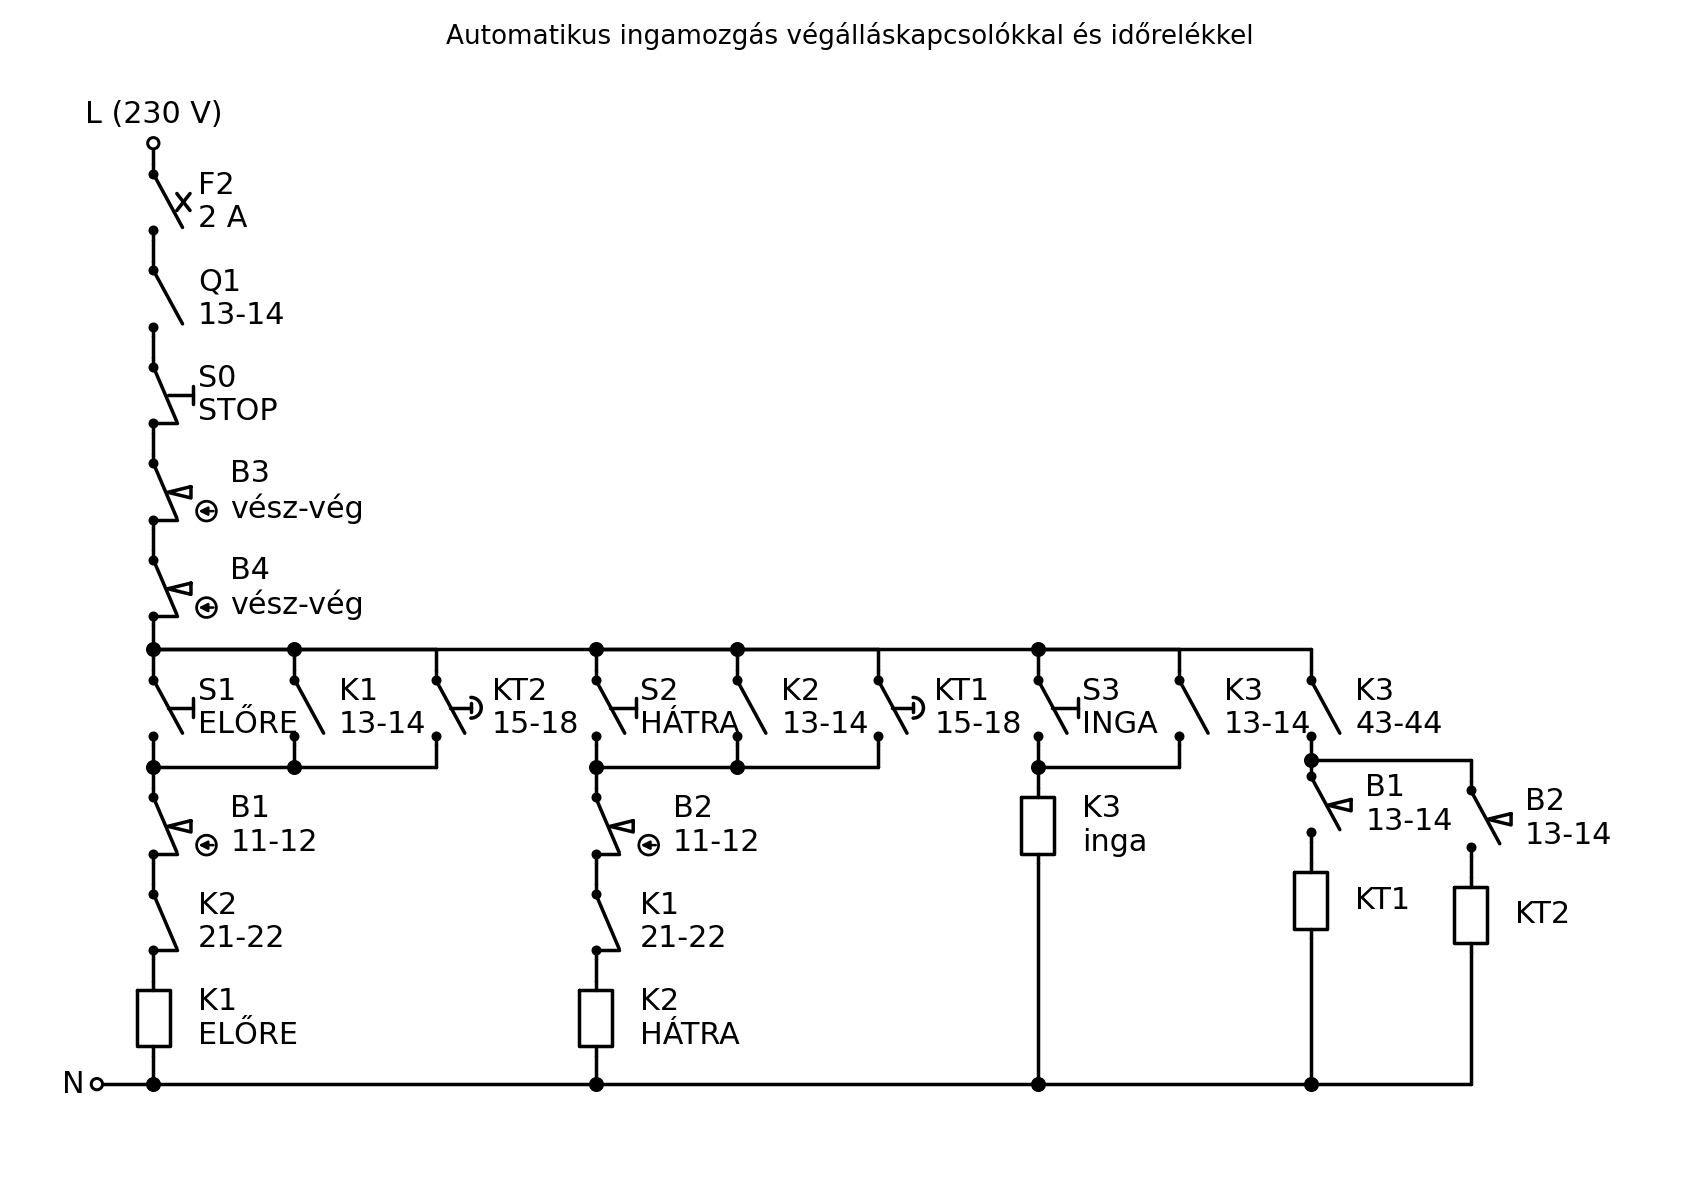 Automatikus ingamozgás végálláskapcsolókkal és időrelékkel
L (230 V)
F2
2 A
Q1
13-14
S0
STOP
B3
vész-vég
B4
vész-vég
S1
ELŐRE
K1
13-14
KT2
15-18
S2
HÁTRA
K2
13-14
KT1
15-18
S3
INGA
K3
13-14
K3
43-44
B1
11-12
B2
11-12
K3
inga
B1
13-14
B2
13-14
K2
21-22
K1
21-22
KT1
KT2
K1
ELŐRE
K2
HÁTRA
N